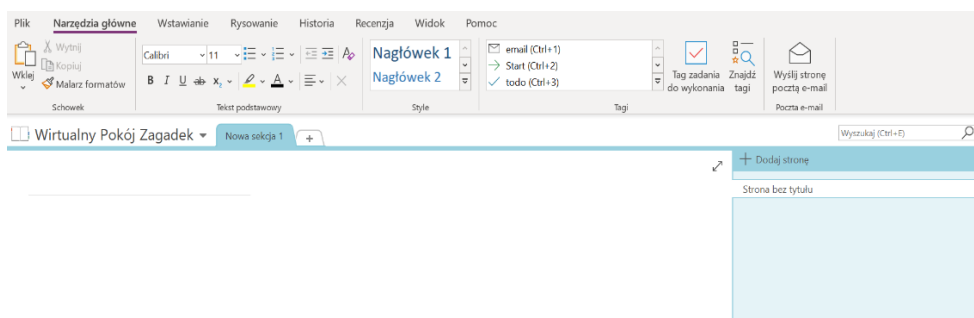 Plik Narzędzia główne Wstawianie Rysowanie Historia Recenzja Widok Pomoc
Wklej
Wytnij
Kopiuj
Malarz formatów
Schowek
Calibri 11
B I U ab x₂ A
Tekst podstawowy
Nagłówek 1
Nagłówek 2
Style
email (Ctrl+1)
Start (Ctrl+2)
todo (Ctrl+3)
Tagi
Tag zadania
do wykonania
Znajdź
tagi
Wyślij stronę
pocztą e-mail
Poczta e-mail
Wirtualny Pokój Zagadek Nowa sekcja 1 +
Wyszukaj (Ctrl+E)
Dodaj stronę
Strona bez tytułu